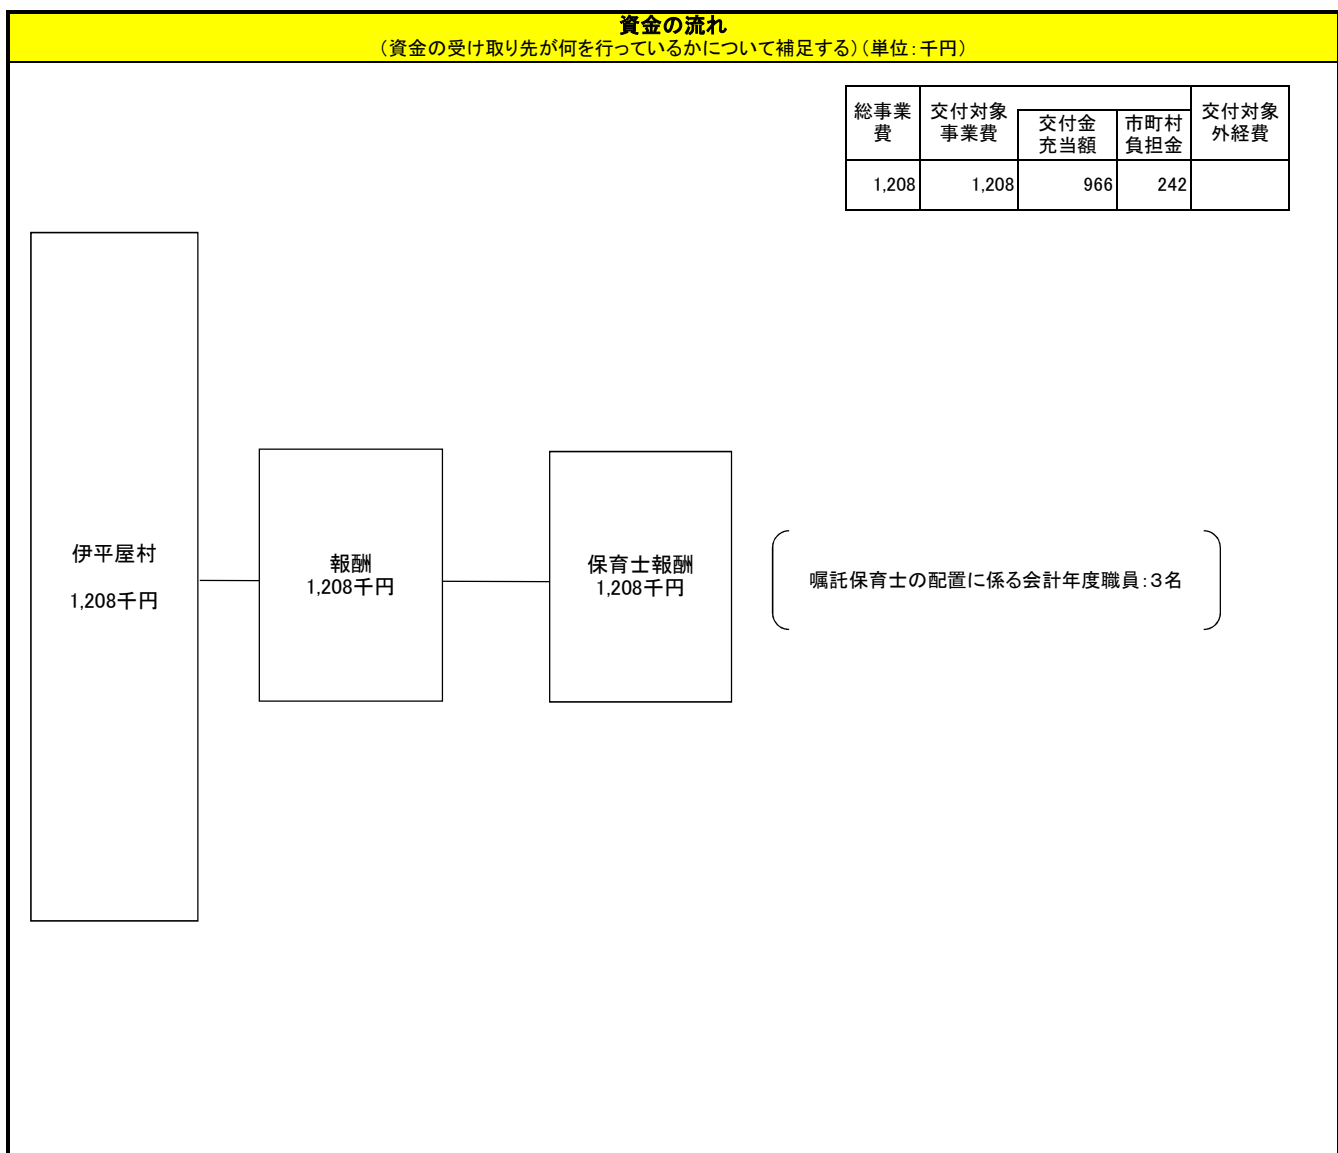 資金の流れ
（資金の受け取り先が何を行っているかについて補足する）（単位：千円）
総事業
費
交付対象
事業費
交付金
充当額
市町村
負担金
交付対象
外経費
1,208 1,208 966 242
伊平屋村
1,208千円
報酬
1,208千円
保育士報酬
1,208千円
嘱託保育士の配置に係る会計年度職員：３名